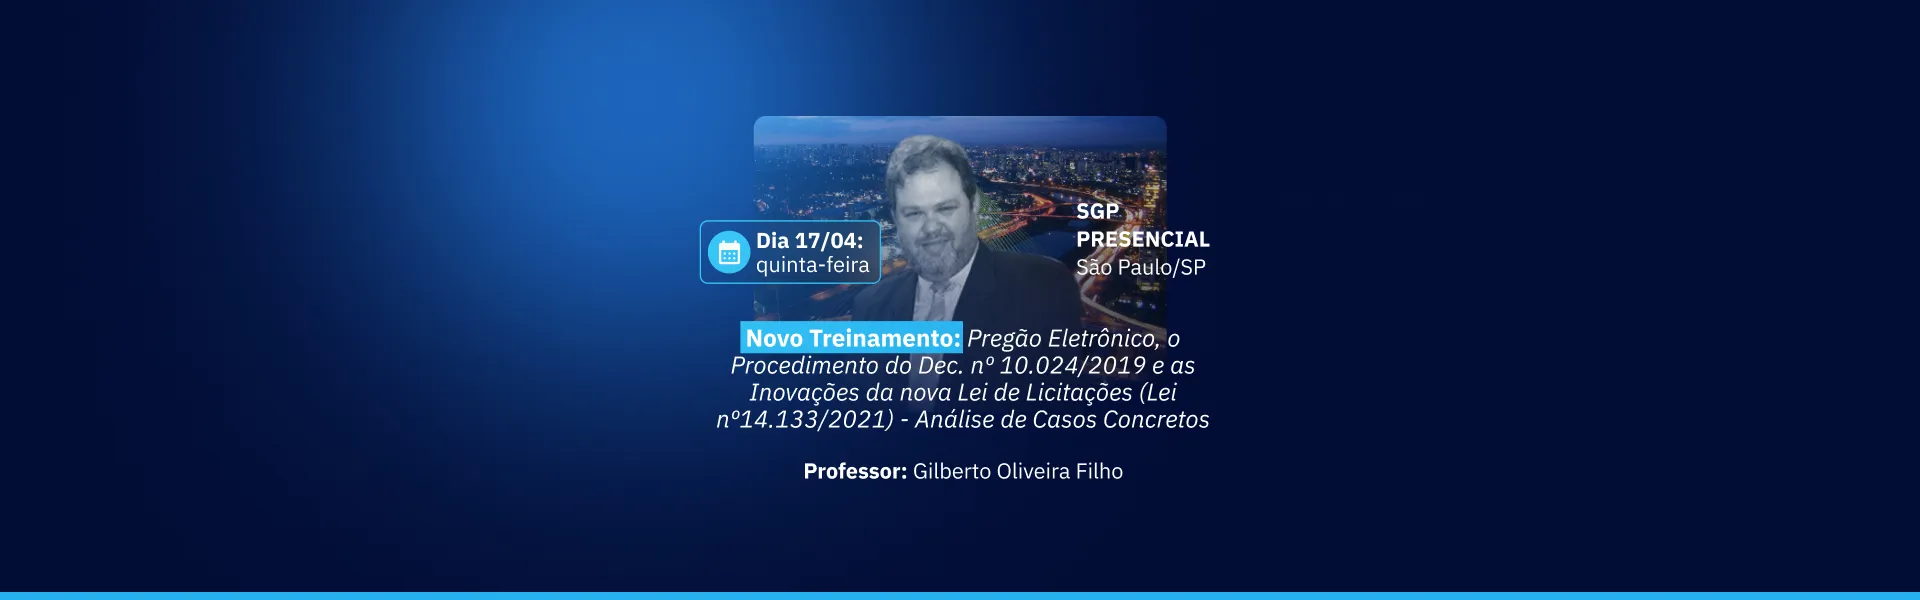 Dia 17/04:
quinta-feira
SGP
PRESENCIAL
São Paulo/SP
Novo Treinamento: Pregão Eletrônico, o
Procedimento do Dec. nº 10.024/2019 e as
Inovações da nova Lei de Licitações (Lei
nº14.133/2021) - Análise de Casos Concretos
Professor: Gilberto Oliveira Filho